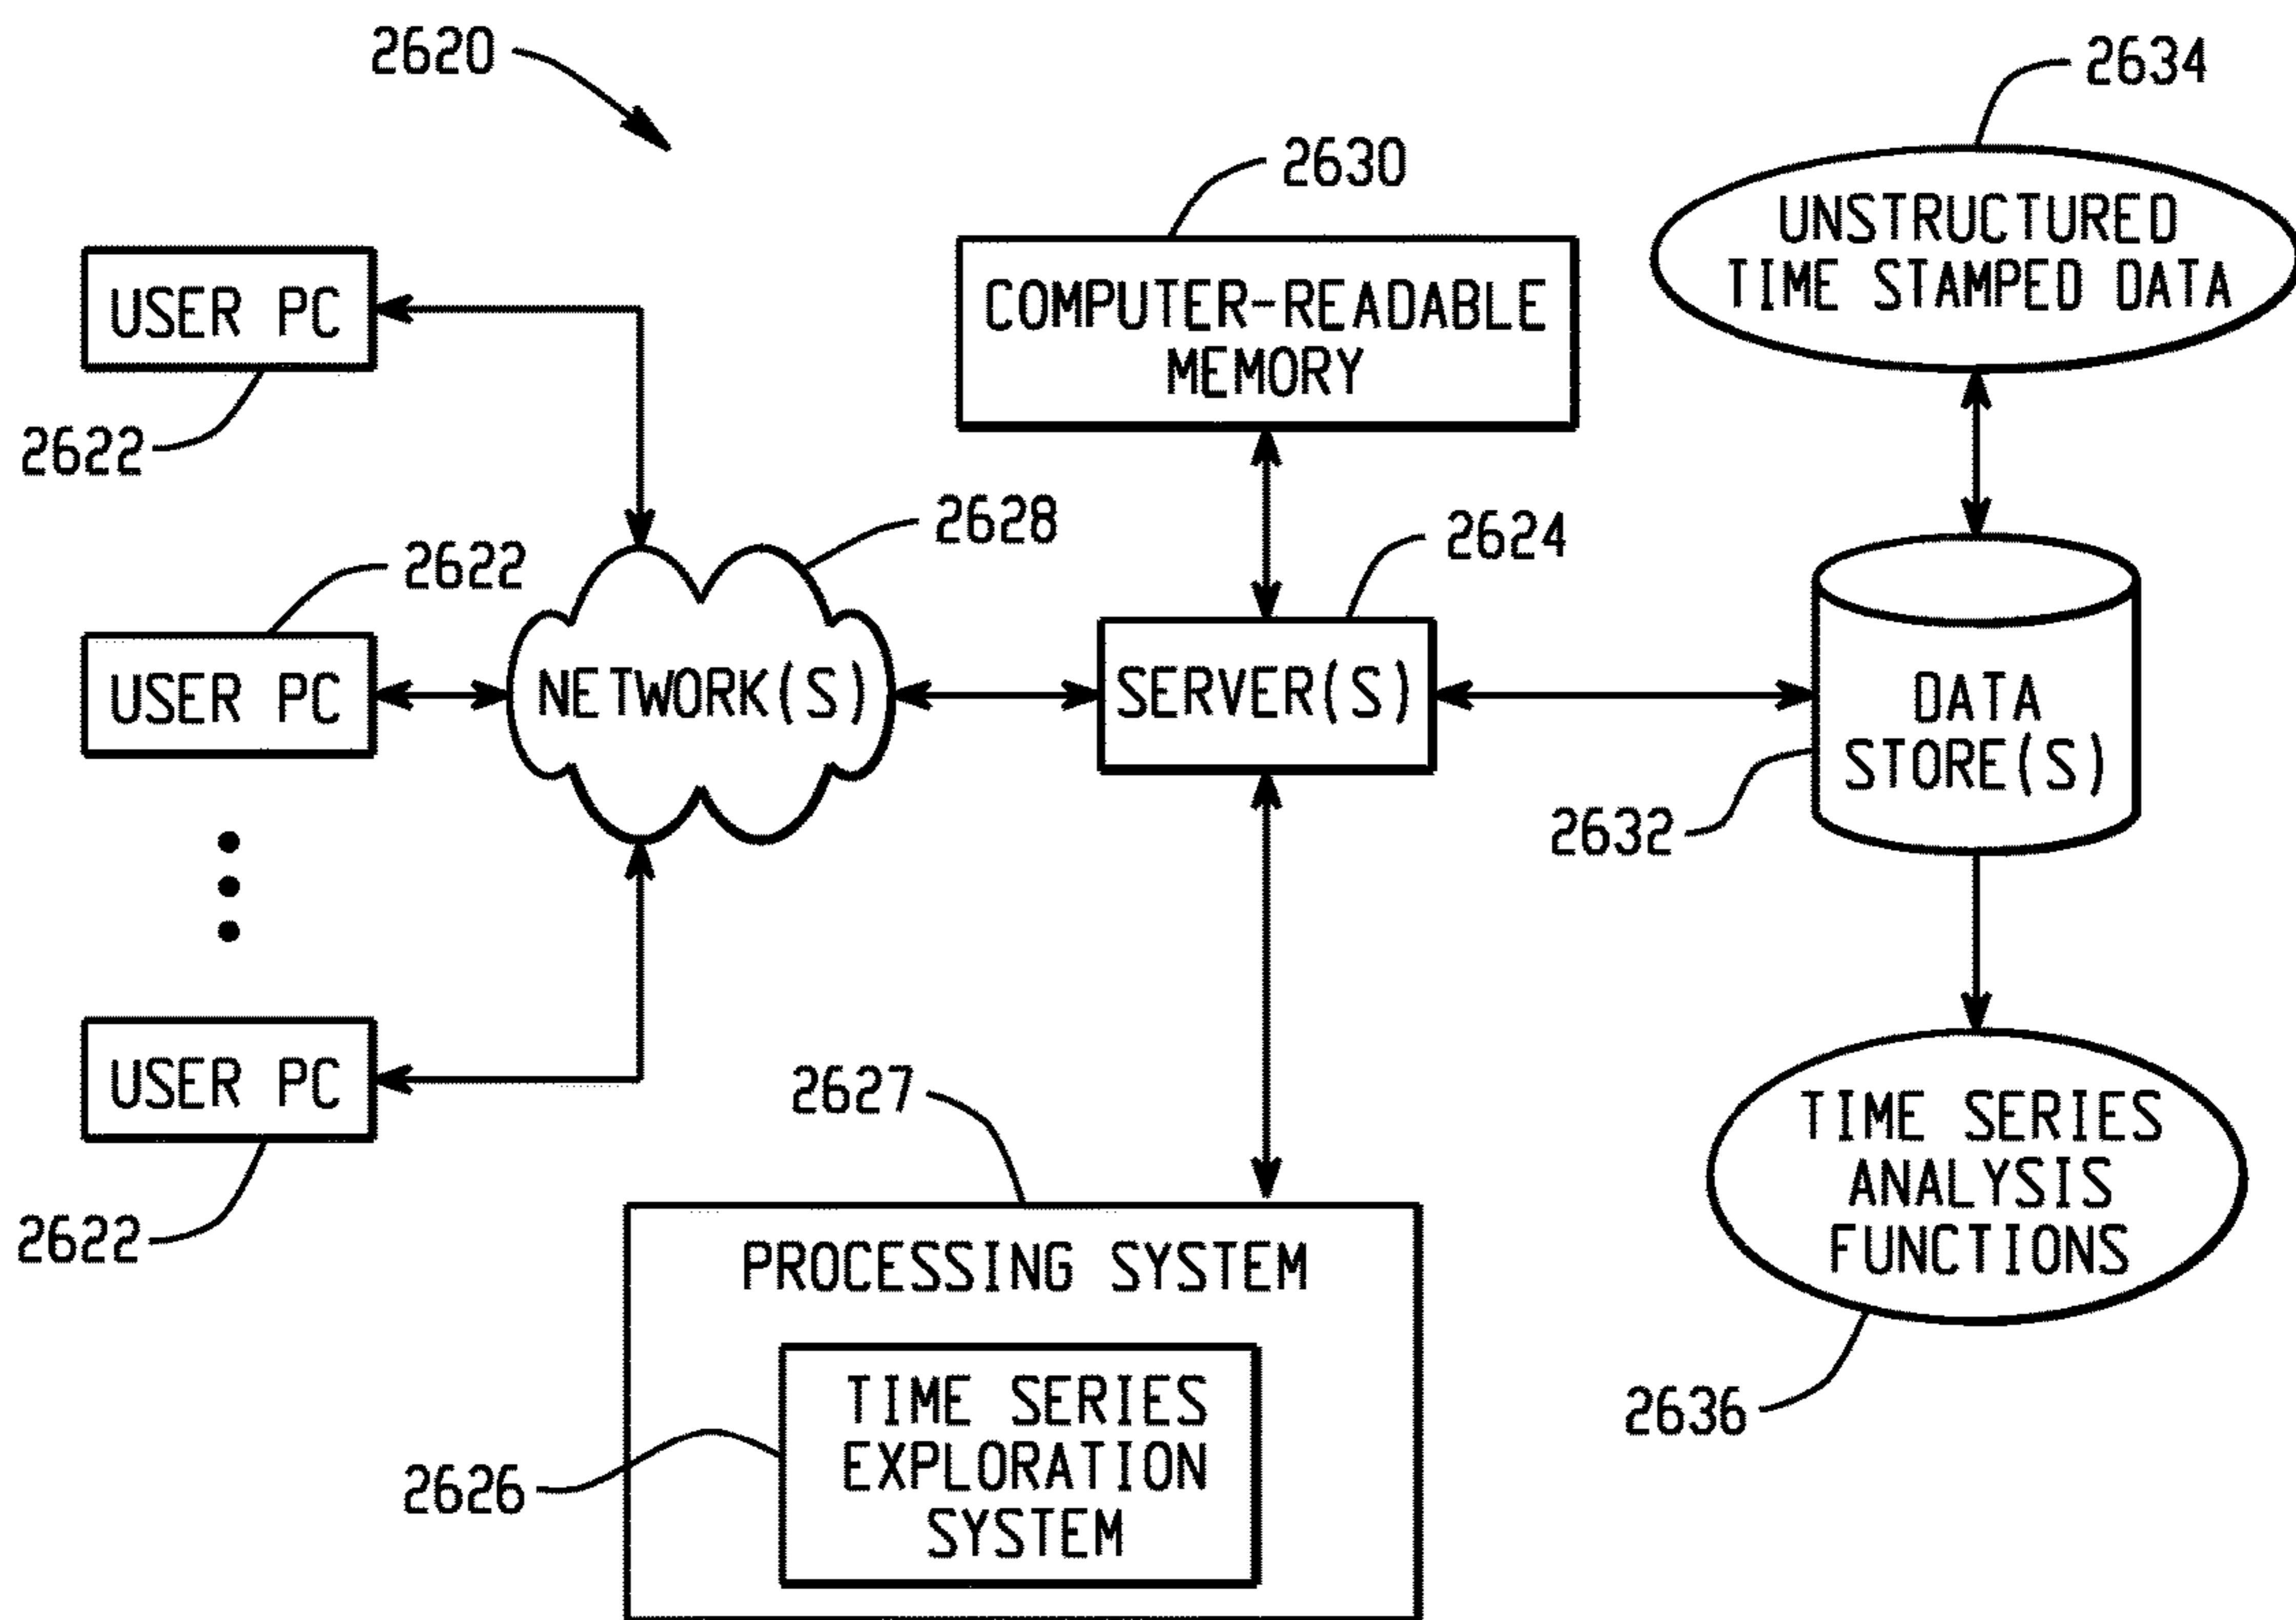 2620
2634
2630
UNSTRUCTURED
TIME STAMPED DATA
USER PC
COMPUTER-READABLE
MEMORY
2622
2628
2624
2622
USER PC
NETWORK(S)
SERVER(S)
DATA
STORE(S)
2632
USER PC
2627
TIME SERIES
ANALYSIS
FUNCTIONS
2622
PROCESSING SYSTEM
TIME SERIES
EXPLORATION
SYSTEM
2626
2636